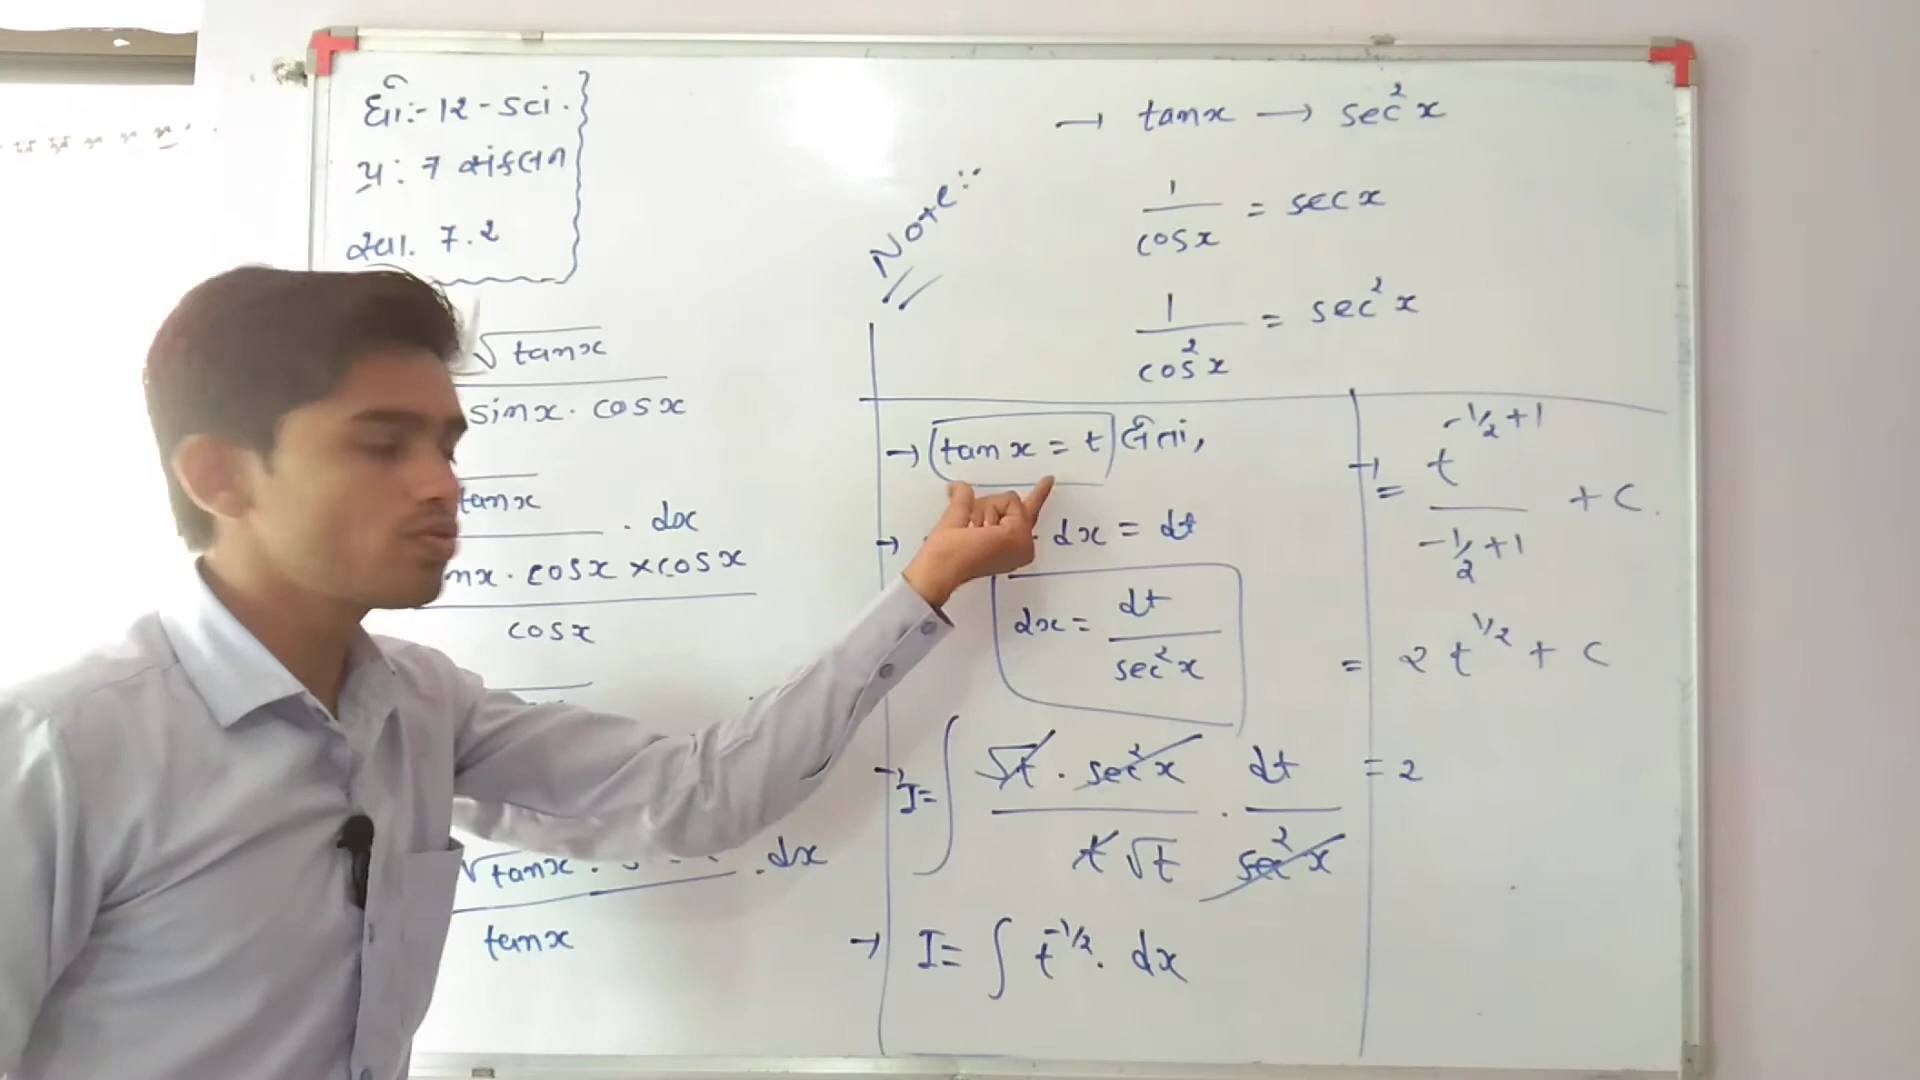 ધો:- 12 - sci.
પ્ર: 7 સંકલન
સ્વા. 7.2
√tanx
sinx. cosx
tanx
. dx
nx. cosx × cosx
cosx
√tanx . dx
tanx
Note:
→ tanx → sec²x
1/cosx = secx
1/cos²x = sec²x
→ tanx = t લેતાં,
→ . dx = dt
dx = dt/sec²x
→ I = ∫ √t . sec²x / t√t . dt/sec²x
→ I = ∫ t^-1/2 . dx
→ = t^-1/2+1 / -1/2+1 + C.
= 2 t^1/2 + C
= 2